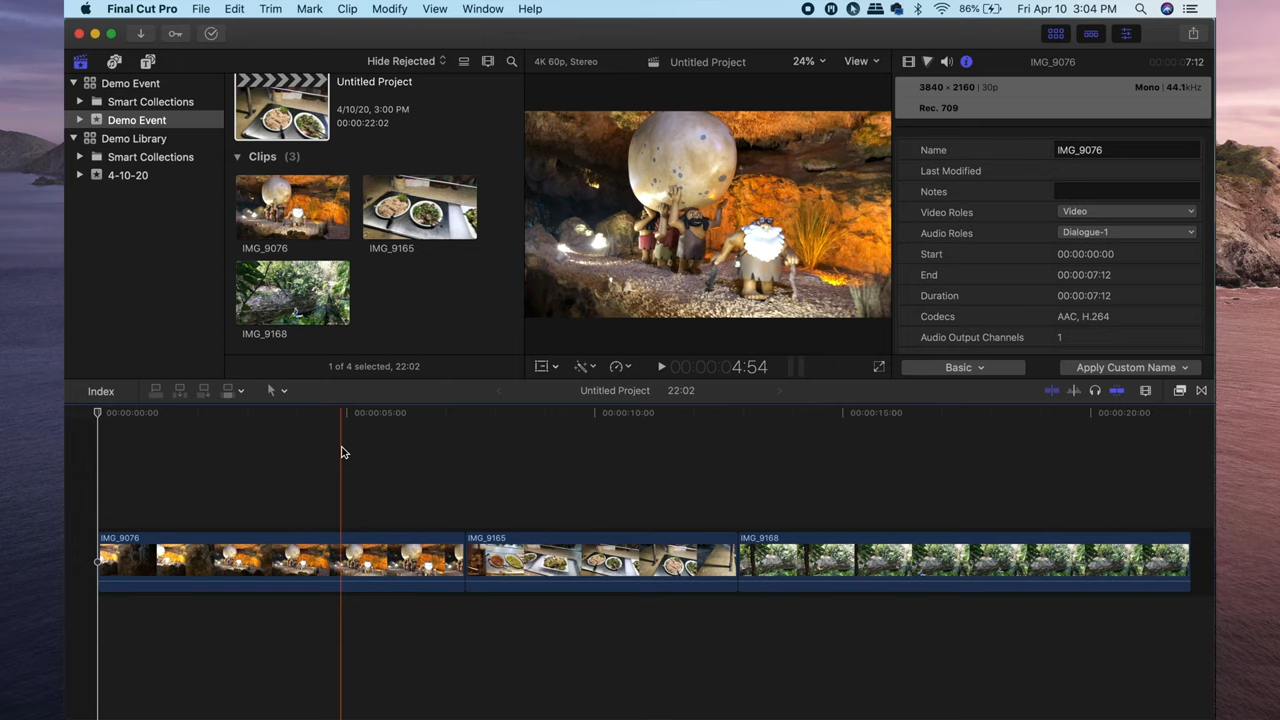 Final Cut Pro File Edit Trim Mark Clip Modify View Window Help 86% Fri Apr 10 3:04 PM
Hide Rejected 4K 60p, Stereo Untitled Project 24% View IMG_9076 7:12
Demo Event
Smart Collections
Demo Event
Demo Library
Smart Collections
4-10-20
Untitled Project
4/10/20, 3:00 PM
00:00:22:02
Clips (3)
IMG_9076 IMG_9165
IMG_9168
1 of 4 selected, 22:02
00:00:04:54
3840 × 2160 | 30p Mono | 44.1kHz
Rec. 709
Name IMG_9076
Last Modified
Notes
Video Roles Video
Audio Roles Dialogue-1
Start 00:00:00:00
End 00:00:07:12
Duration 00:00:07:12
Codecs AAC, H.264
Audio Output Channels 1
Basic Apply Custom Name
Index Untitled Project 22:02
00:00:00:00 00:00:05:00 00:00:10:00 00:00:15:00 00:00:20:00
IMG_9076 IMG_9165 IMG_9168